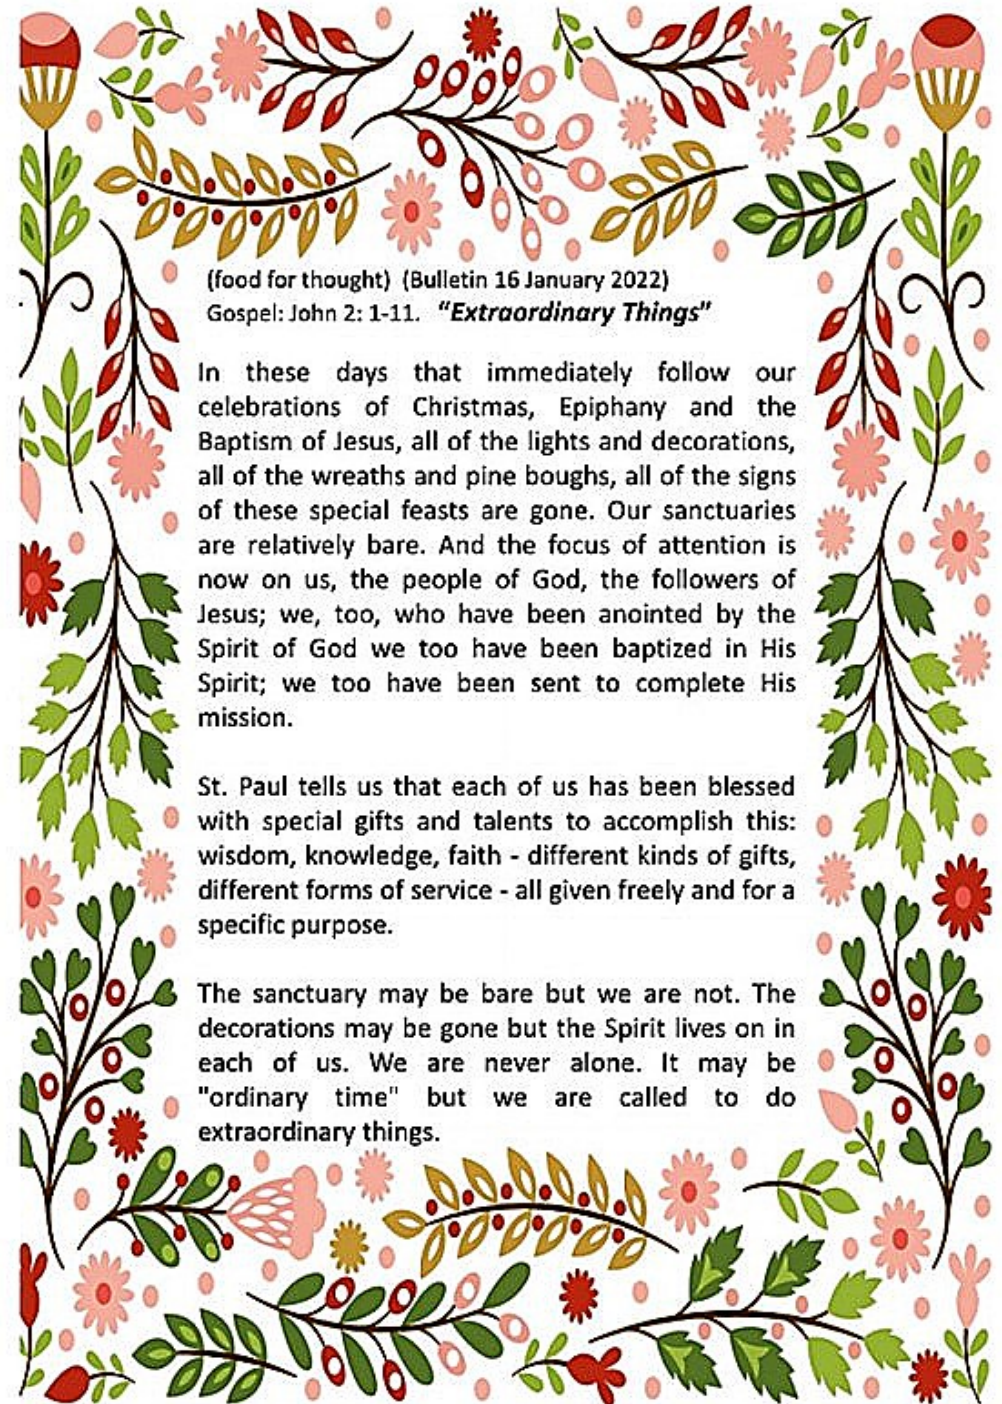 (food for thought) (Bulletin 16 January 2022)
Gospel: John 2: 1-11. "Extraordinary Things"
In these days that immediately follow our
celebrations of Christmas, Epiphany and the
Baptism of Jesus, all of the lights and decorations,
all of the wreaths and pine boughs, all of the signs
of these special feasts are gone. Our sanctuaries
are relatively bare. And the focus of attention is
now on us, the people of God, the followers of
Jesus; we, too, who have been anointed by the
Spirit of God we too have been baptized in His
Spirit; we too have been sent to complete His
mission.
St. Paul tells us that each of us has been blessed
with special gifts and talents to accomplish this:
wisdom, knowledge, faith - different kinds of gifts,
different forms of service - all given freely and for a
specific purpose.
The sanctuary may be bare but we are not. The
decorations may be gone but the Spirit lives on in
each of us. We are never alone. It may be
"ordinary time" but we are called to do
extraordinary things.